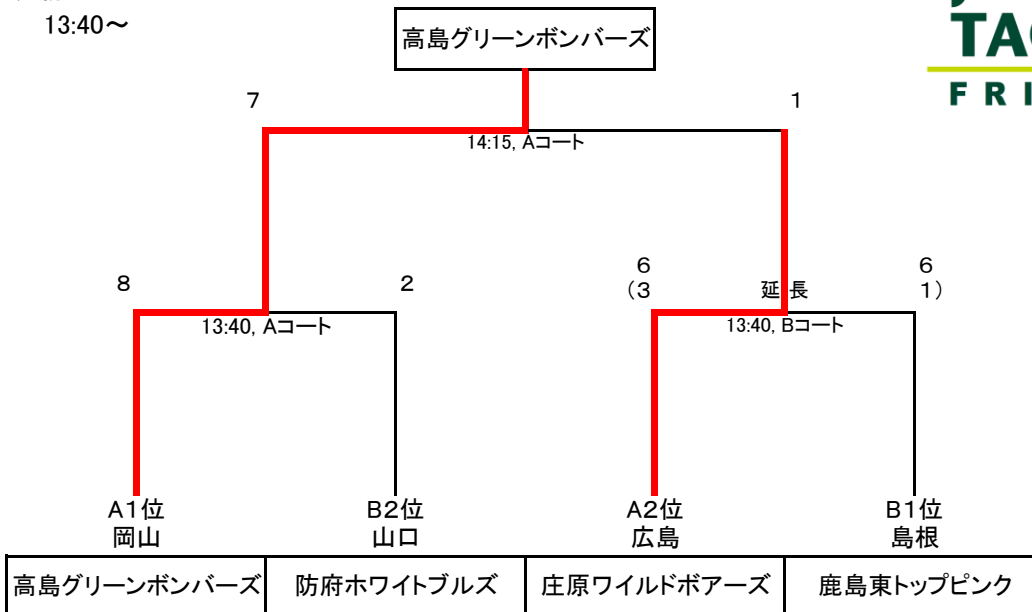 13:40～
高島グリーンボンバーズ
TA
FRI
7
1
14:15, Aコート
8
2
6
(3
延長
6
1)
13:40, Aコート
13:40, Bコート
A1位
岡山
B2位
山口
A2位
広島
B1位
島根
高島グリーンボンバーズ
防府ホワイトブルズ
庄原ワイルドボアーズ
鹿島東トップピンク